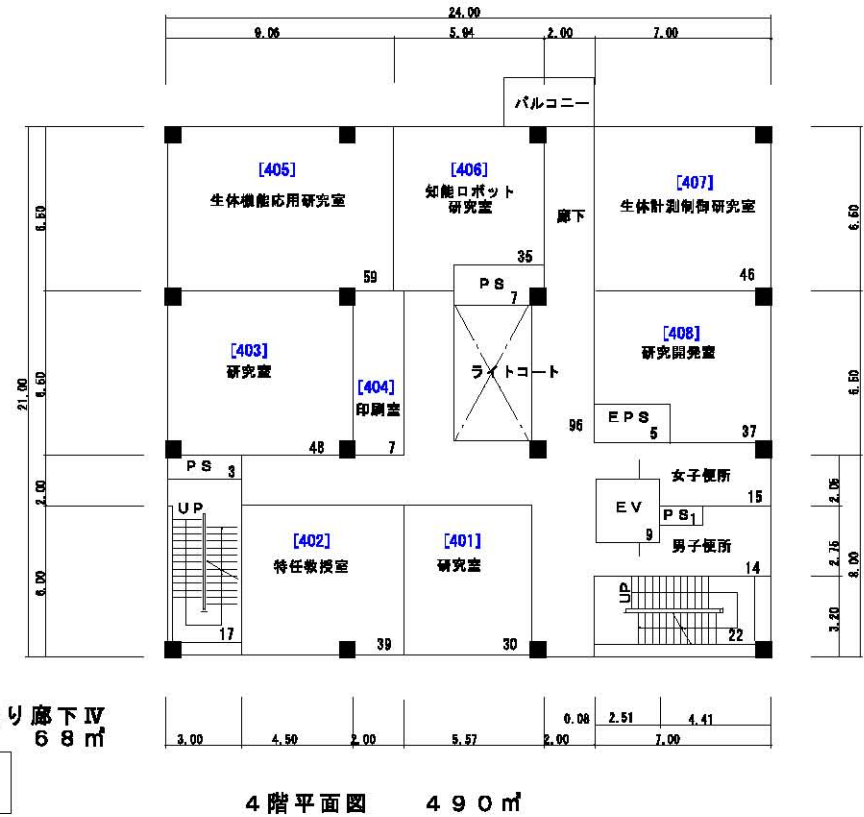 24.00
9.06
5.94
2.00
7.00
バルコニー
[405]
生体機能応用研究室
59
[406]
知能ロボット
研究室
35
廊下
[407]
生体計測制御研究室
46
PS
7
[403]
研究室
48
[404]
印刷室
7
ライトコート
96
[408]
研究開発室
37
EPS
5
PS 3
UP
17
[402]
特任教授室
39
[401]
研究室
30
EV
9
女子便所
15
PS 1
男子便所
14
UP
22
21.00
6.50
6.50
2.00
6.00
6.50
6.50
2.05
2.75
3.20
8.00
3.00
4.50
2.00
5.57
0.08
2.00
2.51
4.41
7.00
り廊下Ⅳ
68㎡
4階平面図 490㎡